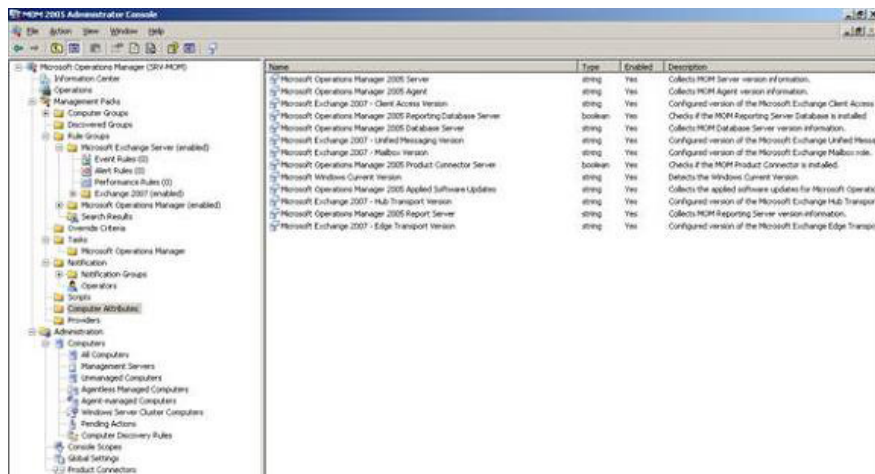 MOM 2005 Administrator Console
File Action View Window Help
Microsoft Operations Manager (SRV-MOM)
Information Center
Operations
Management Packs
Computer Groups
Discovered Groups
Rule Groups
Microsoft Exchange Server (enabled)
Event Rules (0)
Alert Rules (0)
Performance Rules (0)
Exchange 2007 (enabled)
Microsoft Operations Manager (enabled)
Search Results
Override Criteria
Tasks
Microsoft Operations Manager
Notification
Notification Groups
Operators
Scripts
Computer Attributes
Providers
Administration
Computers
All Computers
Management Servers
Unmanaged Computers
Agentless Managed Computers
Agent-managed Computers
Windows Server Cluster Computers
Pending Actions
Computer Discovery Rules
Console Scopes
Global Settings
Product Connectors
Name Type Enabled Description
Microsoft Operations Manager 2005 Server string Yes Collects MOM Server version information.
Microsoft Operations Manager 2005 Agent string Yes Collects MOM Agent version information.
Microsoft Exchange 2007 - Client Access Version string Yes Configured version of the Microsoft Exchange Client Access
Microsoft Operations Manager 2005 Reporting Database Server boolean Yes Checks if the MOM Reporting Server Database is installed
Microsoft Operations Manager 2005 Database Server string Yes Collects MOM Database Server version information.
Microsoft Exchange 2007 - Unified Messaging Version string Yes Configured version of the Microsoft Exchange Unified Messa
Microsoft Exchange 2007 - Mailbox Version string Yes Configured version of the Microsoft Exchange Mailbox role.
Microsoft Operations Manager 2005 Product Connector Server boolean Yes Checks if the MOM Product Connector is installed.
Microsoft Windows Current Version string Yes Detects the Windows Current Version.
Microsoft Operations Manager 2005 Applied Software Updates string Yes Collects the applied software updates for Microsoft Operatio
Microsoft Exchange 2007 - Hub Transport Version string Yes Configured version of the Microsoft Exchange Hub Transpor
Microsoft Operations Manager 2005 Report Server string Yes Collects MOM Reporting Server version information.
Microsoft Exchange 2007 - Edge Transport Version string Yes Configured version of the Microsoft Exchange Edge Transpo